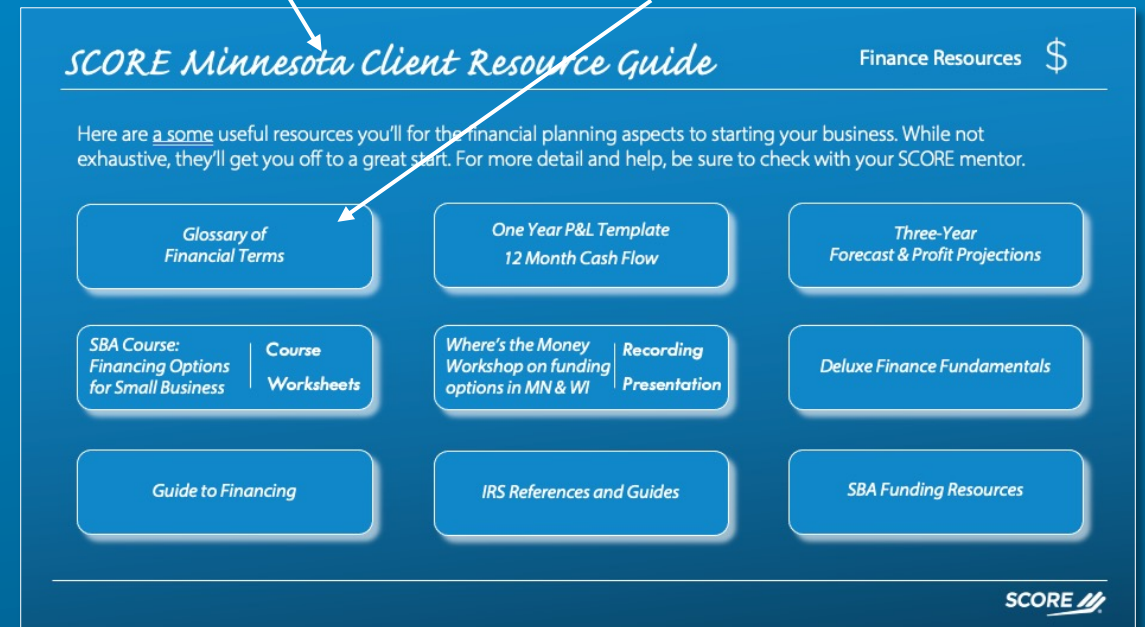 SCORE Minnesota Client Resource Guide
Finance Resources $
Here are a some useful resources you'll for the financial planning aspects to starting your business. While not
exhaustive, they'll get you off to a great start. For more detail and help, be sure to check with your SCORE mentor.
Glossary of
Financial Terms
One Year P&L Template
12 Month Cash Flow
Three-Year
Forecast & Profit Projections
SBA Course:
Financing Options
for Small Business
Course
Worksheets
Where's the Money
Workshop on funding
options in MN & WI
Recording
Presentation
Deluxe Finance Fundamentals
Guide to Financing
IRS References and Guides
SBA Funding Resources
SCORE